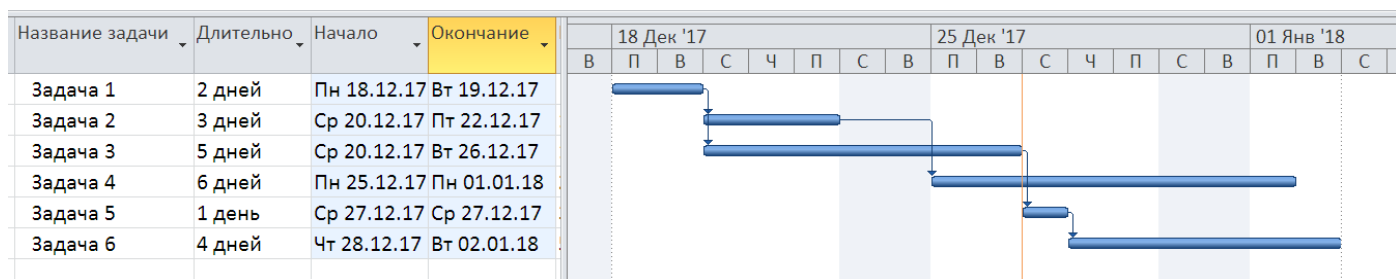 Название задачи Длительно Начало Окончание 18 Дек '17 25 Дек '17 01 Янв '18
В П В С Ч П С В П В С Ч П С В П В С
Задача 1 2 дней Пн 18.12.17 Вт 19.12.17
Задача 2 3 дней Ср 20.12.17 Пт 22.12.17
Задача 3 5 дней Ср 20.12.17 Вт 26.12.17
Задача 4 6 дней Пн 25.12.17 Пн 01.01.18
Задача 5 1 день Ср 27.12.17 Ср 27.12.17
Задача 6 4 дней Чт 28.12.17 Вт 02.01.18